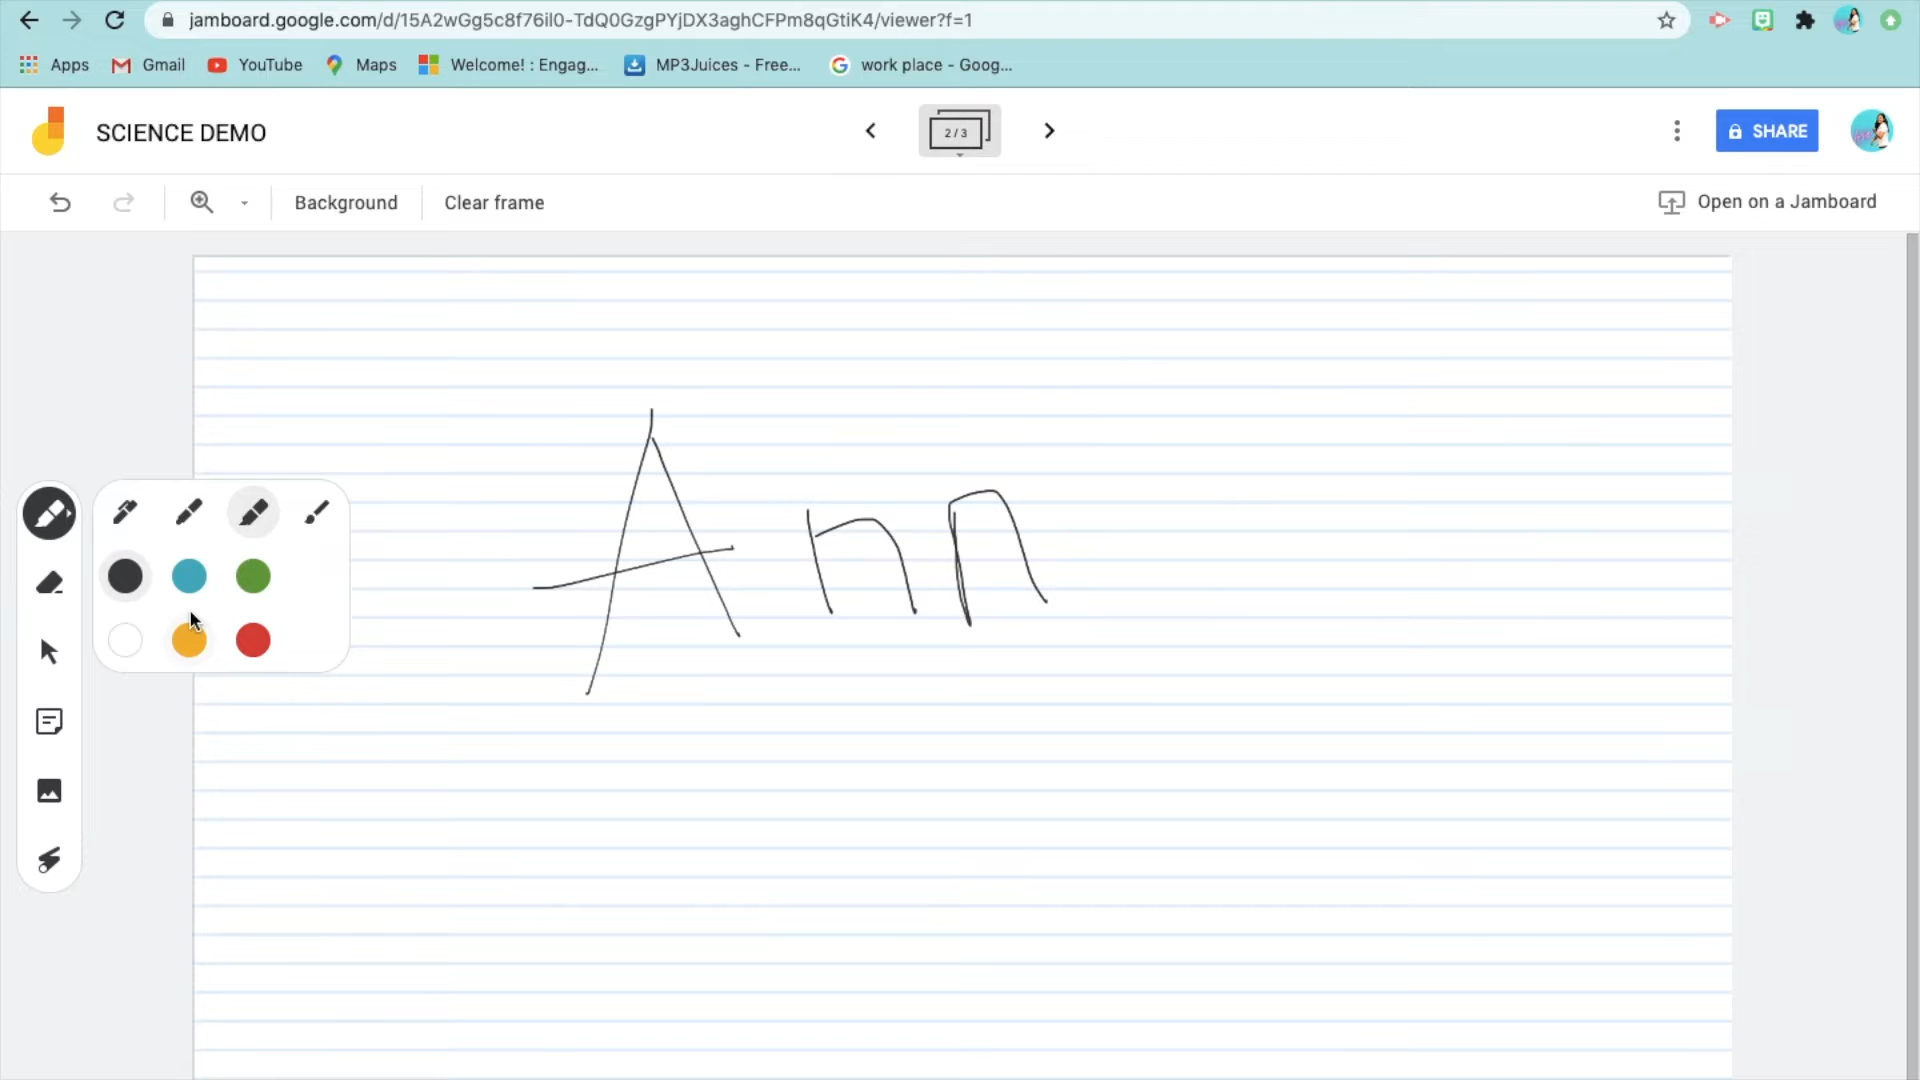 jamboard.google.com/d/15A2wGg5c8f76il0-TdQ0GzgPYjDX3aghCFPm8qGtiK4/viewer?f=1
Apps Gmail YouTube Maps Welcome! : Engag... MP3Juices - Free... work place - Goog...
SCIENCE DEMO 2 / 3 SHARE
Background Clear frame Open on a Jamboard
Ann